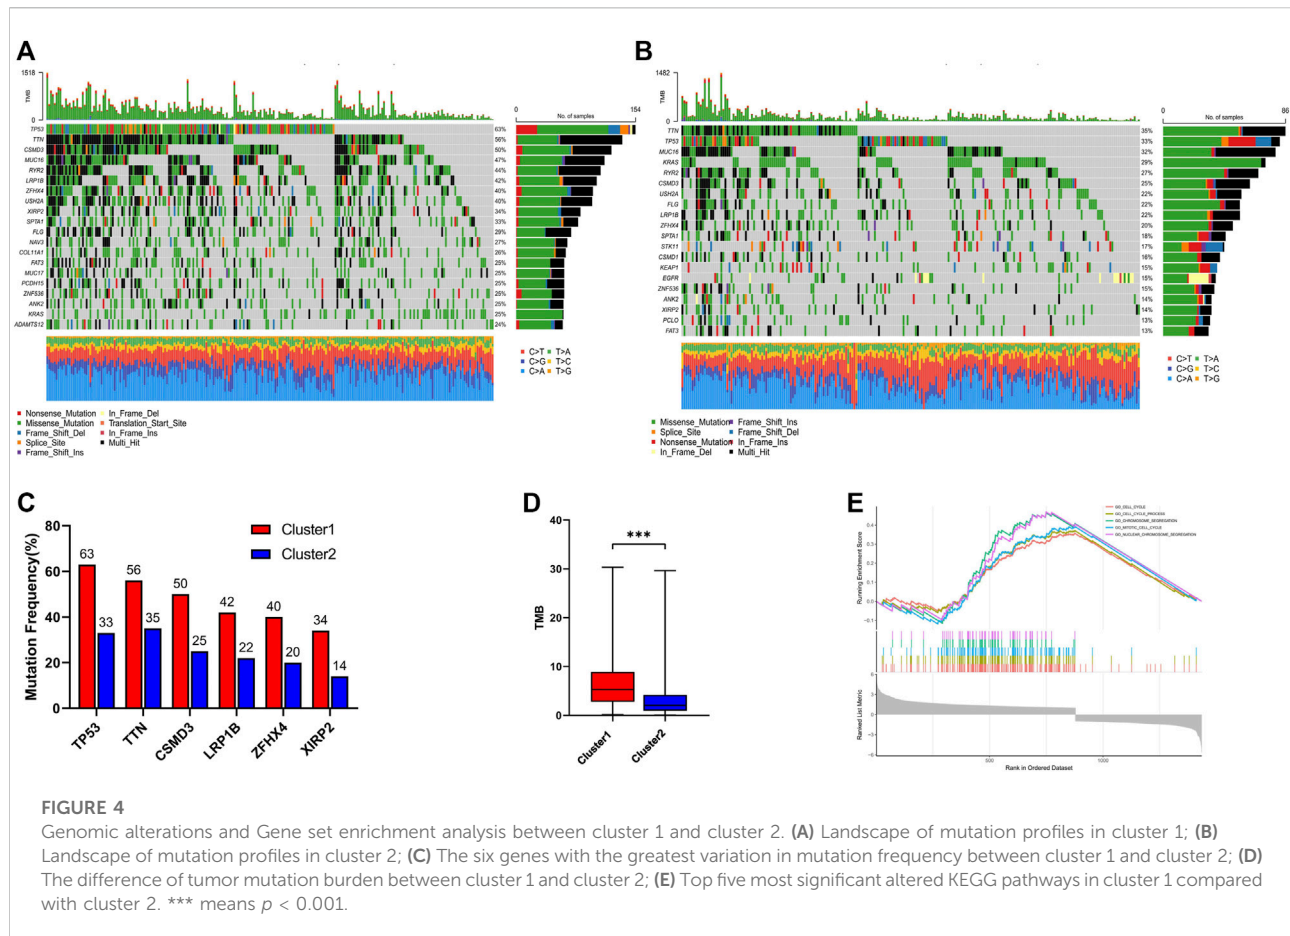 A
1518
TMB
0
0
154
No. of samples
TP53 63%
TTN 56%
CSMD3 50%
MUC16 47%
RYR2 44%
LRP1B 42%
ZFHX4 40%
USH2A 40%
XIRP2 34%
SPTA1 33%
FLG 29%
NAV3 27%
COL11A1 26%
FAT3 25%
MUC17 25%
PCDH15 25%
ZNF536 25%
ANK2 25%
KRAS 25%
ADAMTS12 24%
C>T T>A
C>G T>C
C>A T>G
Nonsense_Mutation In_Frame_Del
Missense_Mutation Translation_Start_Site
Frame_Shift_Del In_Frame_Ins
Splice_Site Multi_Hit
Frame_Shift_Ins
B
1482
TMB
0
0
86
No. of samples
TTN 35%
TP53 33%
MUC16 32%
KRAS 29%
RYR2 27%
CSMD3 25%
USH2A 22%
FLG 22%
LRP1B 22%
ZFHX4 20%
SPTA1 18%
STK11 17%
CSMD1 16%
KEAP1 15%
EGFR 15%
ZNF536 15%
ANK2 14%
XIRP2 14%
PCLO 13%
FAT3 13%
C>T T>A
C>G T>C
C>A T>G
Missense_Mutation Frame_Shift_Ins
Splice_Site Frame_Shift_Del
Nonsense_Mutation In_Frame_Ins
In_Frame_Del Multi_Hit
C
Mutation Frequency(%)
80
60
40
20
0
Cluster1
Cluster2
63
33
56
35
50
25
42
22
40
20
34
14
TP53
TTN
CSMD3
LRP1B
ZFHX4
XIRP2
D
TMB
40
30
20
10
0
***
Cluster1
Cluster2
E
GO_CELL_CYCLE
GO_CELL_CYCLE_PROCESS
GO_CHROMOSOME_SEGREGATION
GO_MITOTIC_CELL_CYCLE
GO_NUCLEAR_CHROMOSOME_SEGREGATION
Running Enrichment Score
0.4
0.3
0.2
0.1
0.0
−0.1
Ranked List Metric
6
3
0
−3
−6
500
1000
Rank in Ordered Dataset
FIGURE 4
Genomic alterations and Gene set enrichment analysis between cluster 1 and cluster 2. (A) Landscape of mutation profiles in cluster 1; (B)
Landscape of mutation profiles in cluster 2; (C) The six genes with the greatest variation in mutation frequency between cluster 1 and cluster 2; (D)
The difference of tumor mutation burden between cluster 1 and cluster 2; (E) Top five most significant altered KEGG pathways in cluster 1 compared
with cluster 2. *** means p < 0.001.